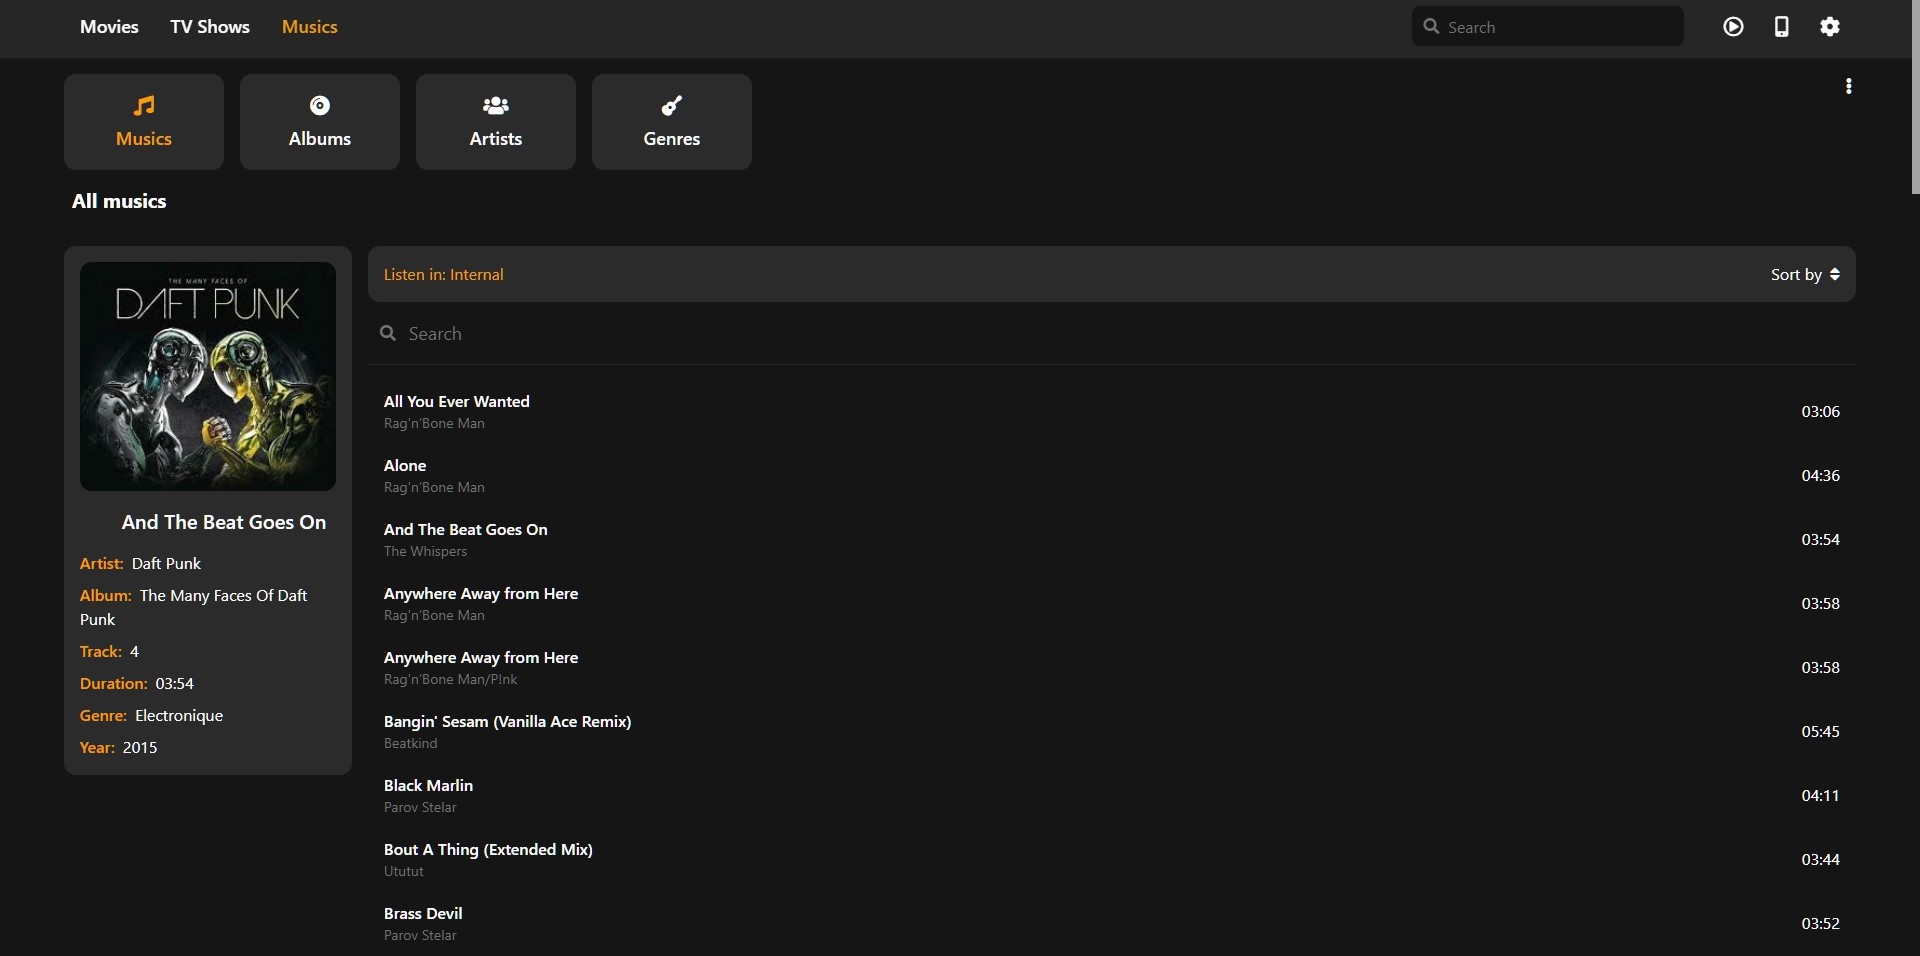 Movies TV Shows Musics Search
Musics Albums Artists Genres
All musics
THE MANY FACES OF
DAFT PUNK
And The Beat Goes On
Artist: Daft Punk
Album: The Many Faces Of Daft
Punk
Track: 4
Duration: 03:54
Genre: Electronique
Year: 2015
Listen in: Internal Sort by
Search
All You Ever Wanted
Rag'n'Bone Man
03:06
Alone
Rag'n'Bone Man
04:36
And The Beat Goes On
The Whispers
03:54
Anywhere Away from Here
Rag'n'Bone Man
03:58
Anywhere Away from Here
Rag'n'Bone Man/P!nk
03:58
Bangin' Sesam (Vanilla Ace Remix)
Beatkind
05:45
Black Marlin
Parov Stelar
04:11
Bout A Thing (Extended Mix)
Ututut
03:44
Brass Devil
Parov Stelar
03:52